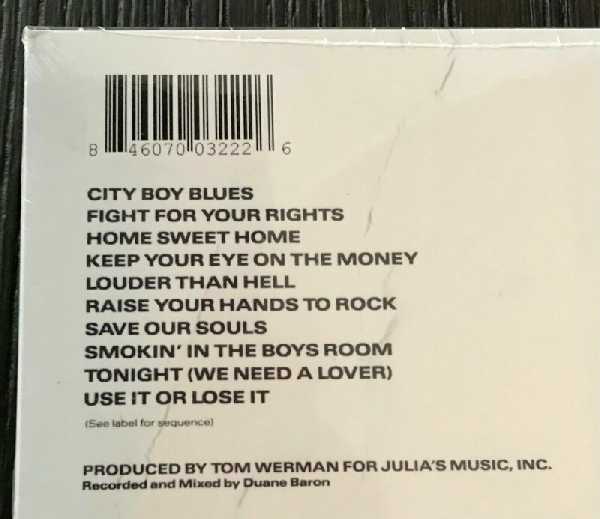 8 46070 03222 6
CITY BOY BLUES
FIGHT FOR YOUR RIGHTS
HOME SWEET HOME
KEEP YOUR EYE ON THE MONEY
LOUDER THAN HELL
RAISE YOUR HANDS TO ROCK
SAVE OUR SOULS
SMOKIN' IN THE BOYS ROOM
TONIGHT (WE NEED A LOVER)
USE IT OR LOSE IT
(See label for sequence)
PRODUCED BY TOM WERMAN FOR JULIA'S MUSIC, INC.
Recorded and Mixed by Duane Baron